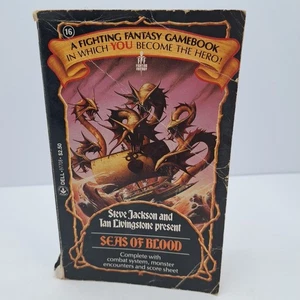 16
A FIGHTING FANTASY GAMEBOOK
IN WHICH YOU BECOME THE HERO!
Steve Jackson and
Ian Livingstone present
SEAS OF BLOOD
Complete with
combat system, monster
encounters and score sheet